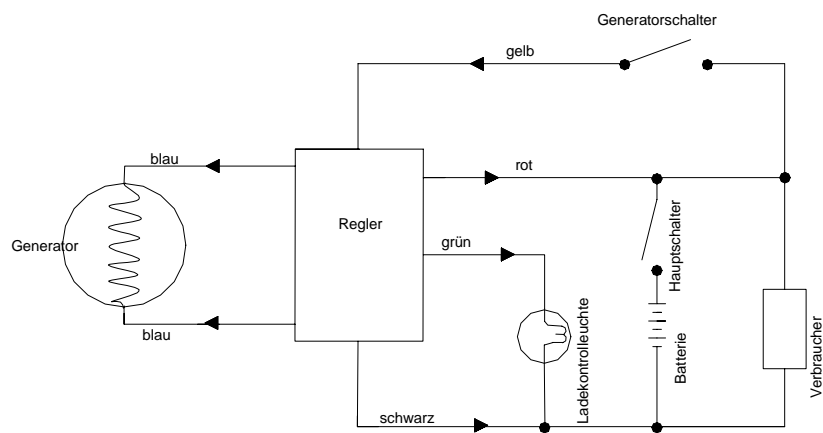 Generatorschalter
gelb
blau
rot
Generator
Regler
grün
Hauptschalter
blau
Ladekontrolleuchte
Batterie
Verbraucher
schwarz